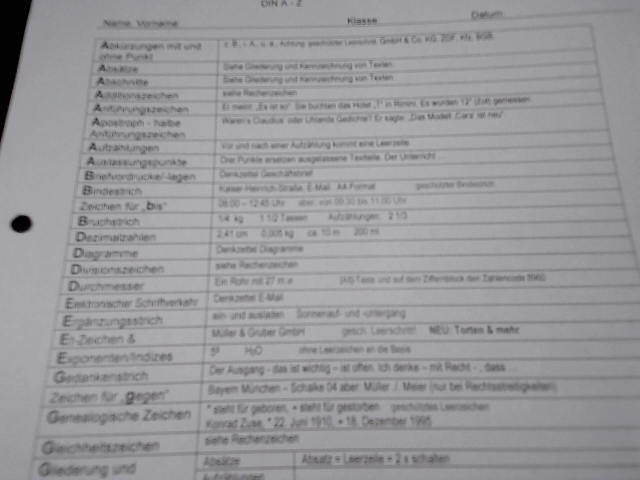 DIN A - Z
Name, Vorname Klasse Datum
Abkürzungen mit und ohne Punkt z. B., i. A., u. a., Achtung: geschützter Leerschritt, GmbH & Co. KG, ZDF, Kfz, BGB,
Absätze Siehe Gliederung und Kennzeichnung von Texten
Abschnitte Siehe Gliederung und Kennzeichnung von Texten
Additionszeichen siehe Rechenzeichen
Anführungszeichen Er meint: „Es ist so“. Sie buchten das Hotel „T“ in Rimini. Es wurden 12" (Zoll) gemessen
Apostroph - halbe Anführungszeichen Waren's Claudius' oder Uhlands Gedichte? Er sagte: „Das Modell ‚Cara' ist neu“
Aufzählungen Vor und nach einer Aufzählung kommt eine Leerzeile
Auslassungspunkte Drei Punkte ersetzen ausgelassene Textteile. Der Unterricht ...
Briefvordrucke/-lagen Denkzettel Geschäftsbrief
Bindestrich Kaiser-Heinrich-Straße, E-Mail A4-Format geschützter Bindestrich
Zeichen für „bis“ 08:00 – 12:45 Uhr aber: von 09:30 bis 11:00 Uhr
Bruchstrich 1/4 kg 1 1/2 Tassen Aufzählungen: 2 1/3
Dezimalzahlen 2,41 cm 0,005 kg ca. 10 m 200 ml
Diagramme Denkzettel Diagramme
Divisionszeichen siehe Rechenzeichen
Durchmesser Ein Rohr mit 27 m ø (Alt)-Taste und auf dem Ziffernblock den Zahlencode
Elektronischer Schriftverkehr Denkzettel E-Mail
Ergänzungsstrich ein- und ausladen Sonnenauf- und -untergang
Et-Zeichen & Müller & Gruber GmbH gesch. Leerschritt! NEU: Torten & mehr
Exponenten/Indizes H₂O ohne Leerzeichen an die Basis
Gedankenstrich Der Ausgang - das ist wichtig – ist offen. Ich denke – mit Recht - , dass
Zeichen für „gegen“ Bayern München – Schalke 04 aber: Müller ./. Meier (nur bei Rechtsstreitigkeiten)
Genealogische Zeichen * steht für geboren, + steht für gestorben geschütztes Leerzeichen
Konrad Zuse, * 22. Juni 1910, + 18. Dezember 1995
Gleichheitszeichen siehe Rechenzeichen
Gliederung und Absätze Absatz = Leerzeile = 2 x schalten
Aufzählungen